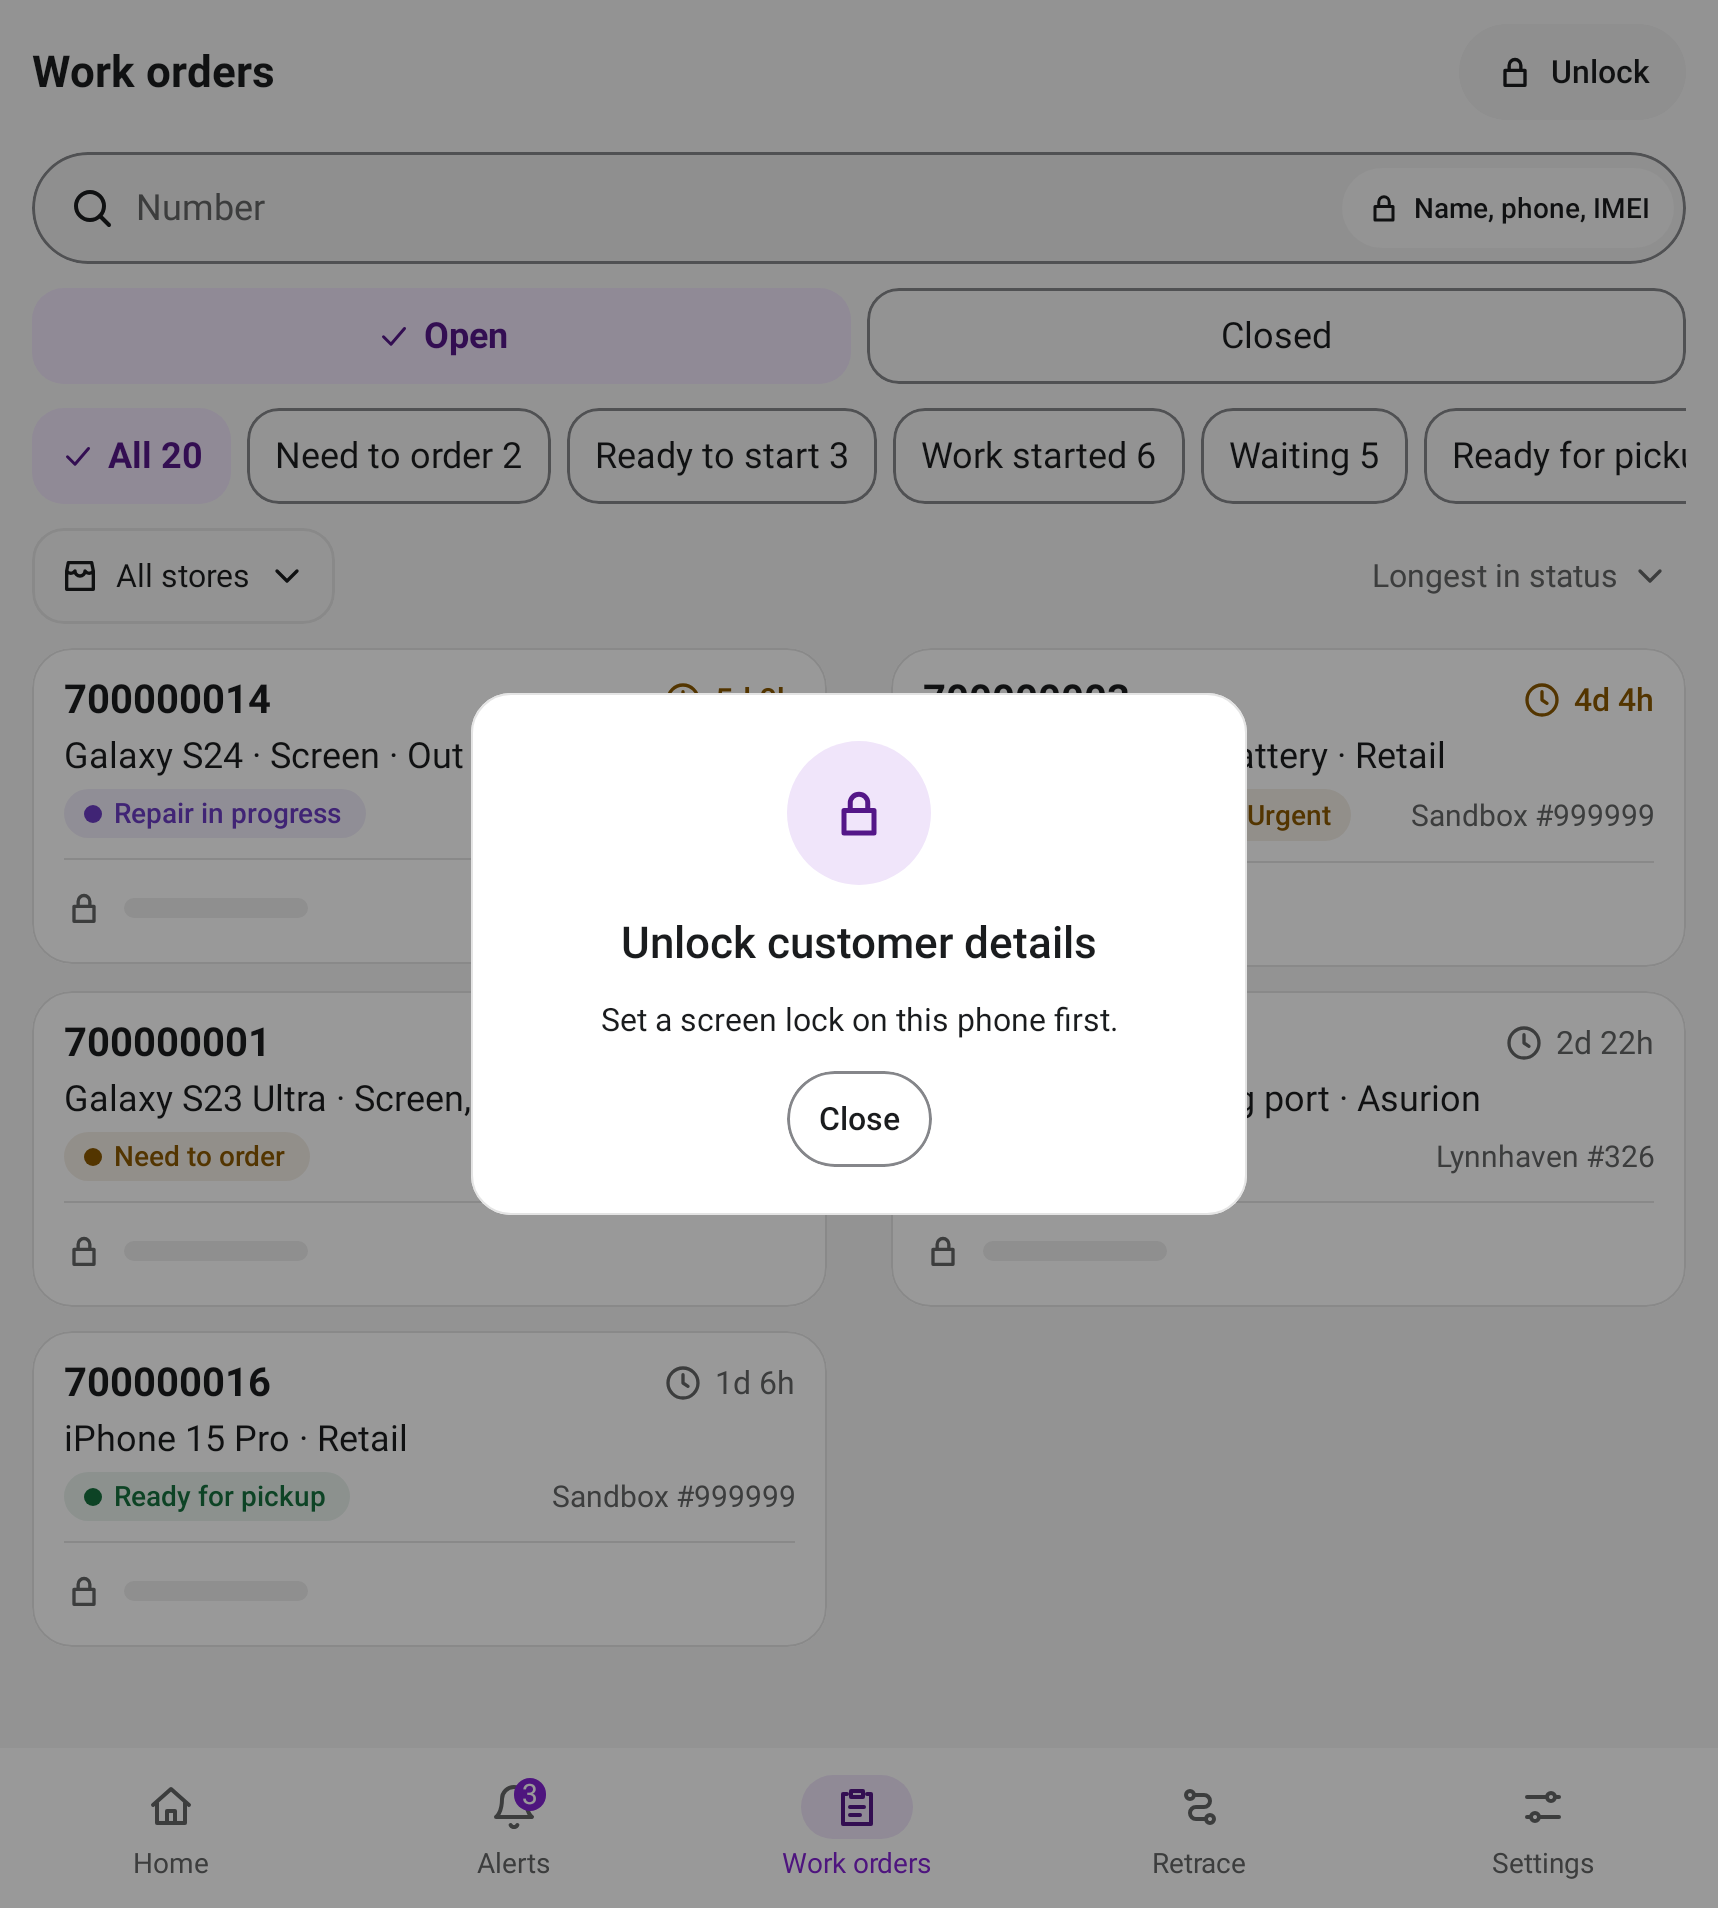 Work orders
Unlock
Number
Name, phone, IMEI
Open
Closed
All 20
Need to order 2
Ready to start 3
Work started 6
Waiting 5
Ready for
All stores
Longest in status
700000014
4d 4h
Galaxy S24 · Screen · Out
· Retail
Repair in progress
Urgent
Sandbox #999999
Unlock customer details
Set a screen lock on this phone first.
Close
700000001
2d 22h
Galaxy S23 Ultra · Screen,
port · Asurion
Need to order
Lynnhaven #326
700000016
1d 6h
iPhone 15 Pro · Retail
Ready for pickup
Sandbox #999999
3
Home
Alerts
Work orders
Retrace
Settings